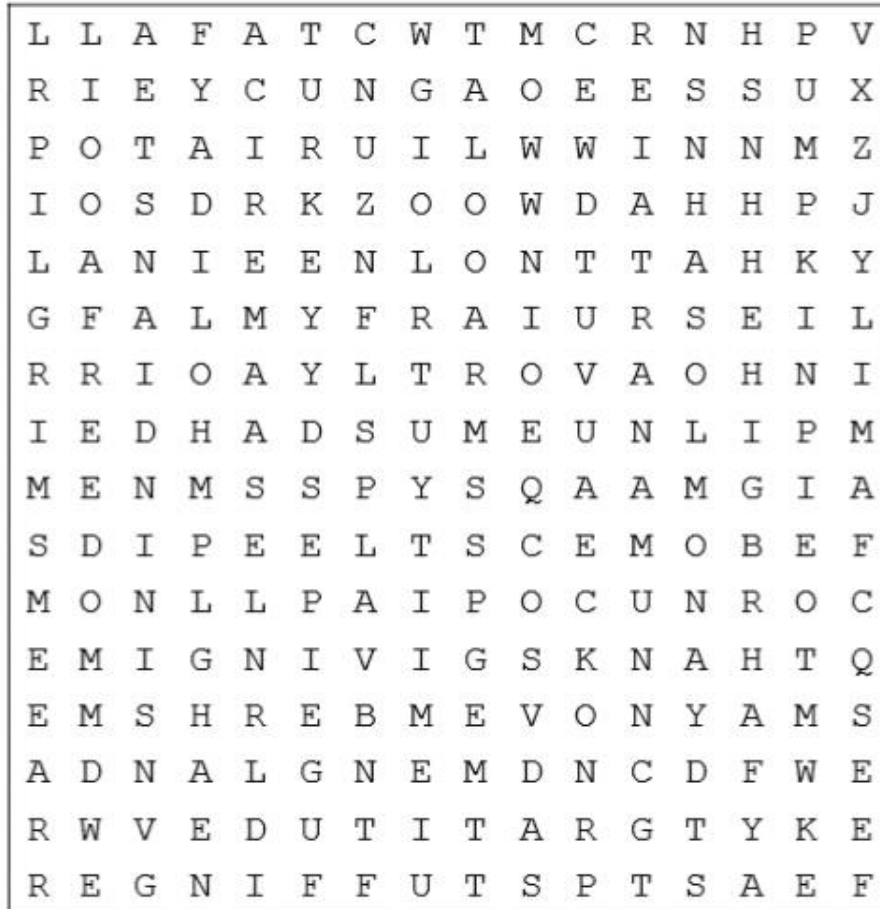 L L A F A T C W T M C R N H P V
R I E Y C U N G A O E E S S U X
P O T A I R U I L W W I N N M Z
I O S D R K Z O O W D A H H P J
L A N I E E N L O N T T A H K Y
G F A L M Y F R A I U R S E I L
R R I O A Y L T R O V A O H N I
I E D H A D S U M E U N L I P M
M E N M S S P Y S Q A A M G I A
S D I P E E L T S C E M O B E F
M O N L L P A I P O C U N R O C
E M I G N I V I G S K N A H T Q
E M S H R E B M E V O N Y A M S
A D N A L G N E M D N C D F W E
R W V E D U T I T A R G T Y K E
R E G N I F F U T S P T S A E F